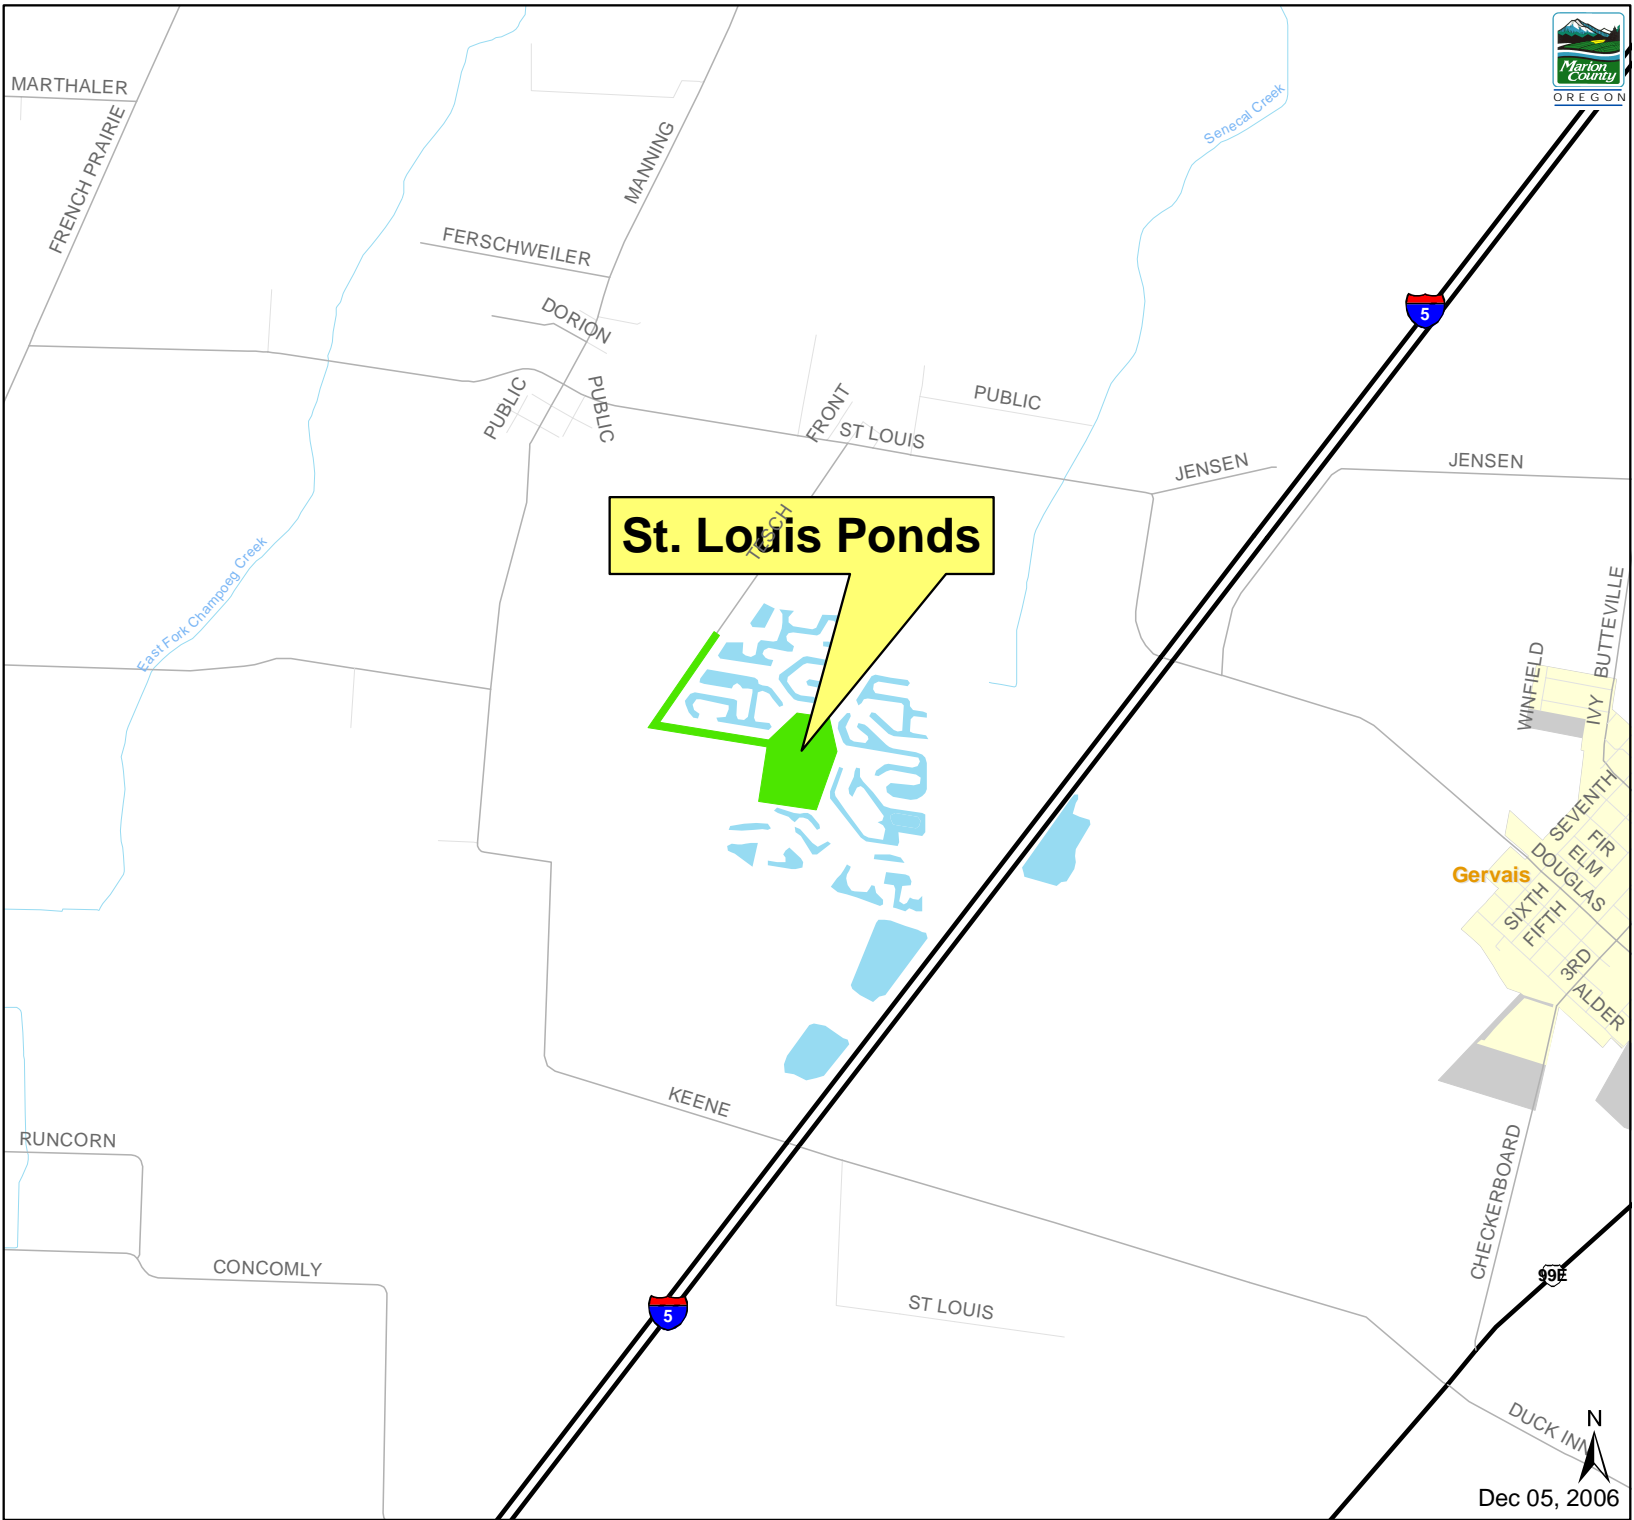 Marion
County
OREGON
MARTHALER
FRENCH PRAIRIE
MANNING
Senecal Creek
FERSCHWEILER
DORION
5
PUBLIC
PUBLIC
FRONT
PUBLIC
ST LOUIS
JENSEN
JENSEN
St. Louis Ponds
TESCH
East Fork Champoeg Creek
BUTTEVILLE
WINFIELD
IVY
SEVENTH
FIR
ELM
DOUGLAS
Gervais
SIXTH
FIFTH
3RD
ALDER
KEENE
RUNCORN
CHECKERBOARD
CONCOMLY
99E
ST LOUIS
5
DUCK INN
N
Dec 05, 2006